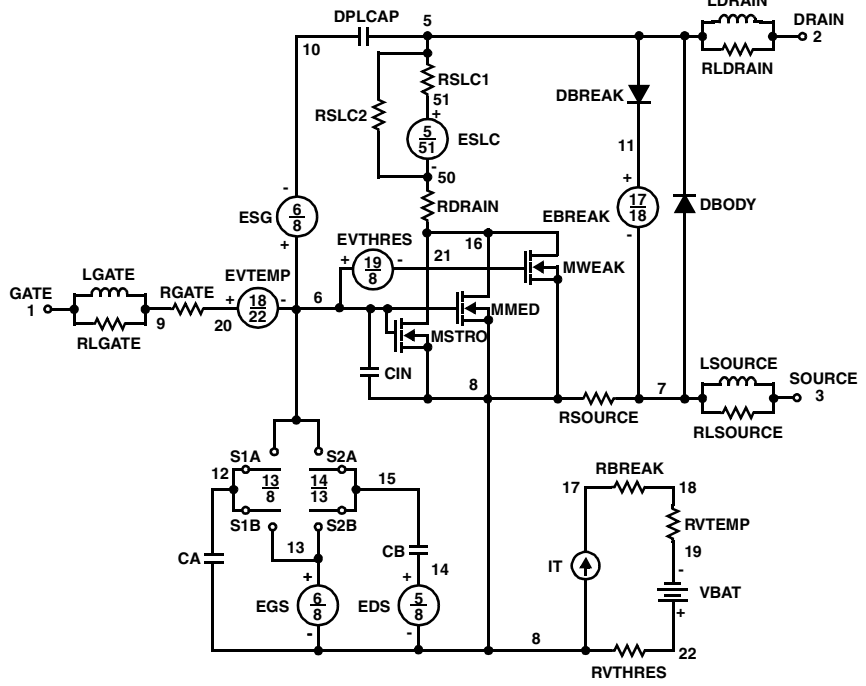 LDRAIN
DPLCAP 5 DRAIN
10 2
RSLC1 RLDRAIN
51 DBREAK
RSLC2 +
5
51 ESLC
11
-
50
- + DBODY
6
8 ESG RDRAIN EBREAK 17
18
+ EVTHRES 16 -
+ 19
8 - 21 MWEAK
LGATE EVTEMP
GATE RGATE + 18
22 - 6 MMED
1 9 20 MSTRO
RLGATE LSOURCE
CIN 8 7 SOURCE
3
RSOURCE RLSOURCE
S1A S2A
12 13
8 14
13 15 RBREAK
17 18
S1B S2B
13 RVTEMP
CA CB 19
+ + 14 IT -
EGS 6
8 EDS 5
8 VBAT
- - +
8 22
RVTHRES